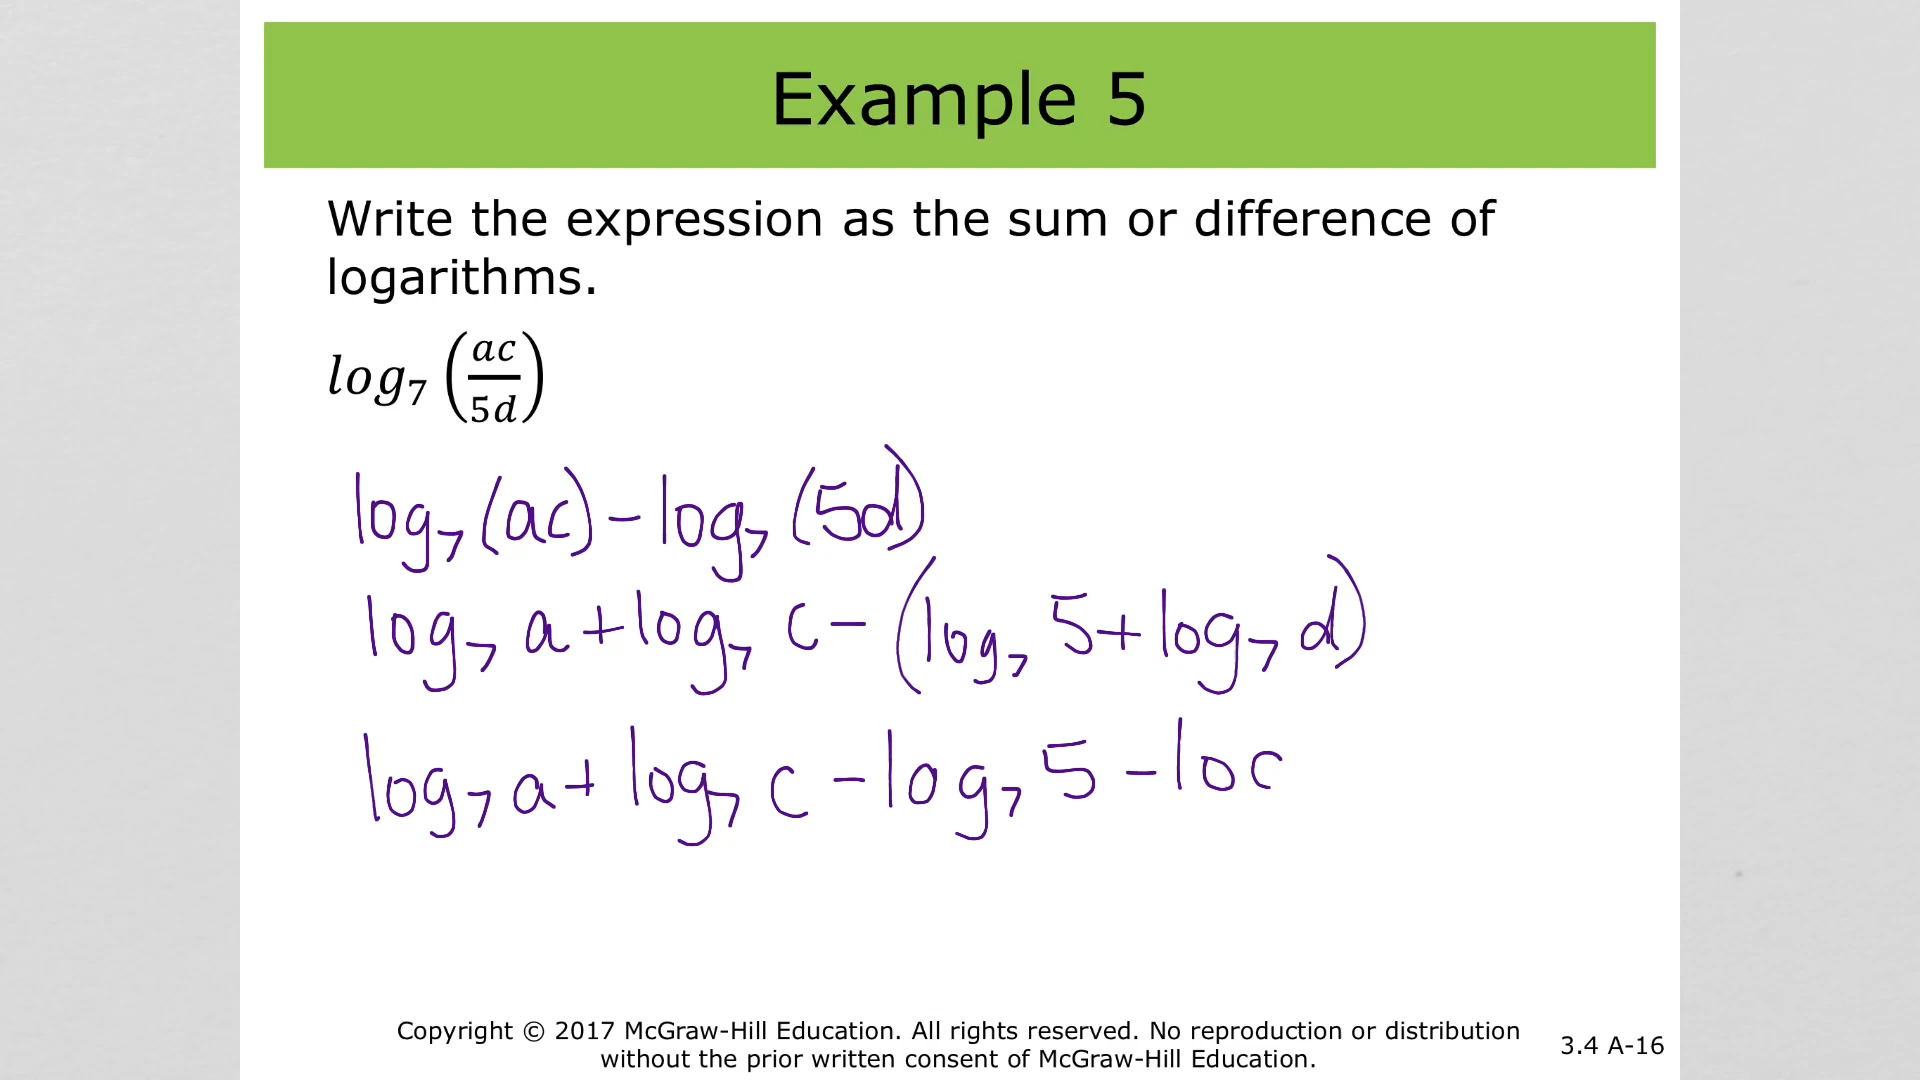 Example 5
Write the expression as the sum or difference of
logarithms.
log₇ (ac/5d)
log₇ (ac) - log₇ (5d)
log₇ a + log₇ c - (log₇ 5 + log₇ d)
log₇ a + log₇ c - log₇ 5 - loc
Copyright © 2017 McGraw-Hill Education. All rights reserved. No reproduction or distribution
without the prior written consent of McGraw-Hill Education.
3.4 A-16